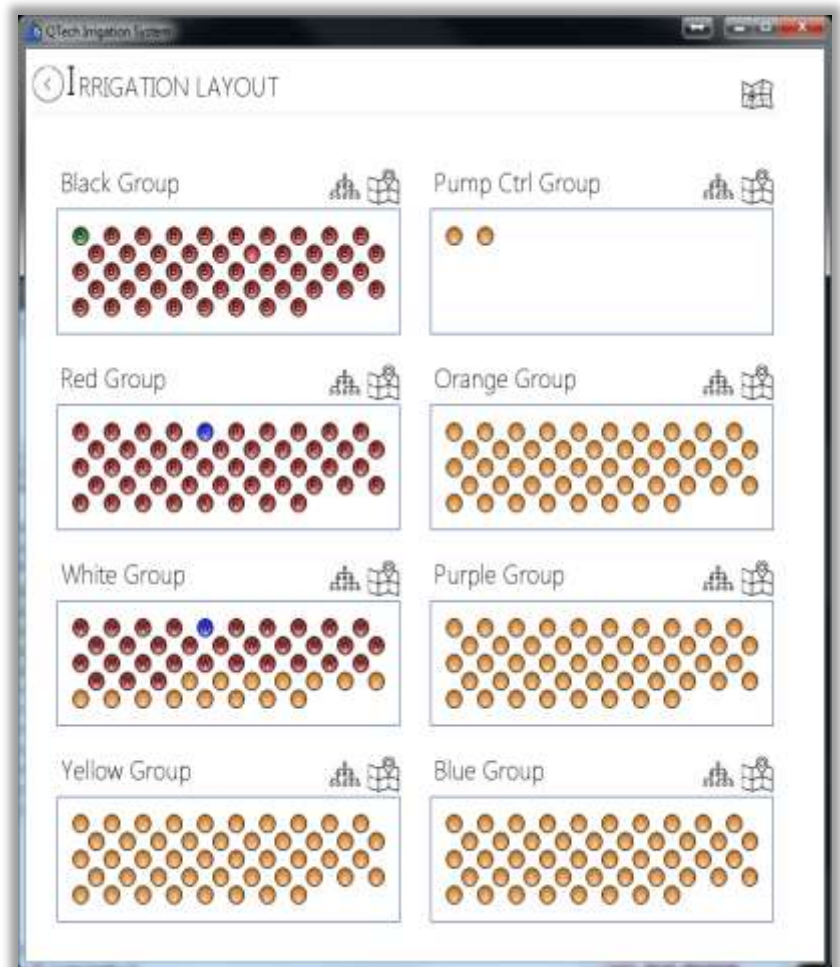 QTech Irrigation System
IRRIGATION LAYOUT
Black Group
Pump Ctrl Group
Red Group
Orange Group
White Group
Purple Group
Yellow Group
Blue Group